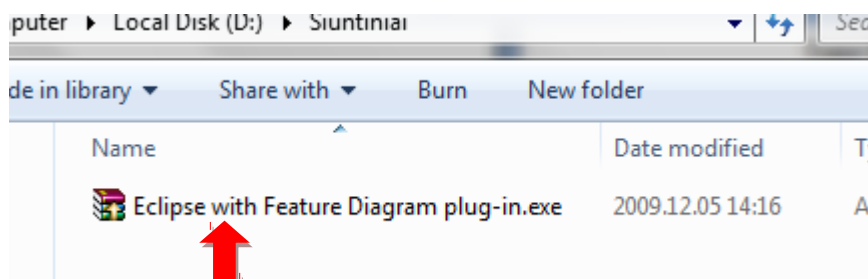 puter ▸ Local Disk (D:) ▸ Siuntiniai
de in library Share with Burn New folder
Name Date modified T
Eclipse with Feature Diagram plug-in.exe 2009.12.05 14:16 A